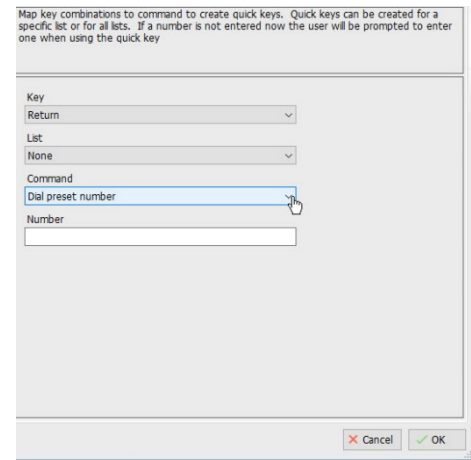 Map key combinations to command to create quick keys.  Quick keys can be created for a
specific list or for all lists.  If a number is not entered now the user will be prompted to enter
one when using the quick key
Key
Return
List
None
Command
Dial preset number
Number
Cancel
OK